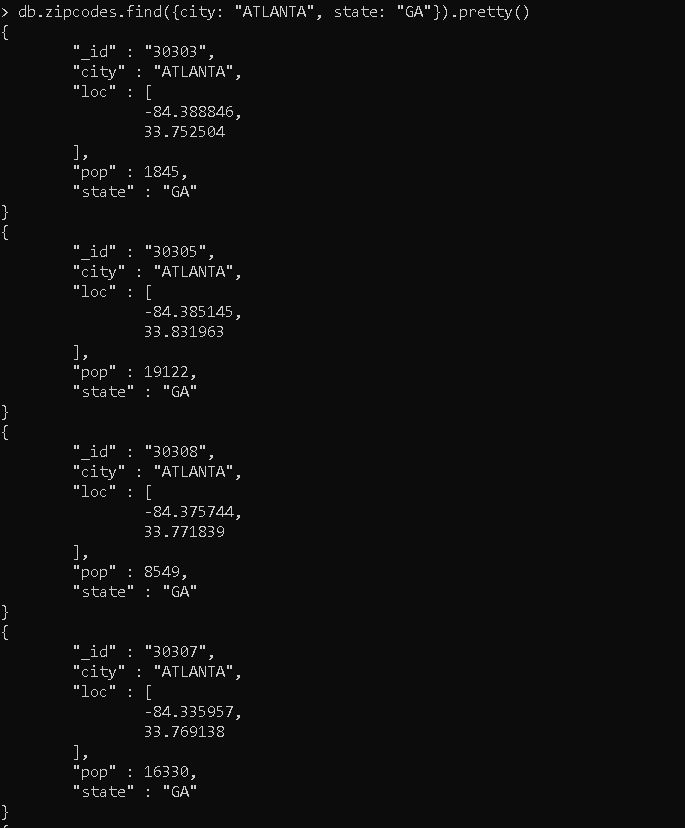 > db.zipcodes.find({city: "ATLANTA", state: "GA"}).pretty()
{
        "_id" : "30303",
        "city" : "ATLANTA",
        "loc" : [
                -84.388846,
                33.752504
        ],
        "pop" : 1845,
        "state" : "GA"
}
{
        "_id" : "30305",
        "city" : "ATLANTA",
        "loc" : [
                -84.385145,
                33.831963
        ],
        "pop" : 19122,
        "state" : "GA"
}
{
        "_id" : "30308",
        "city" : "ATLANTA",
        "loc" : [
                -84.375744,
                33.771839
        ],
        "pop" : 8549,
        "state" : "GA"
}
{
        "_id" : "30307",
        "city" : "ATLANTA",
        "loc" : [
                -84.335957,
                33.769138
        ],
        "pop" : 16330,
        "state" : "GA"
}
{